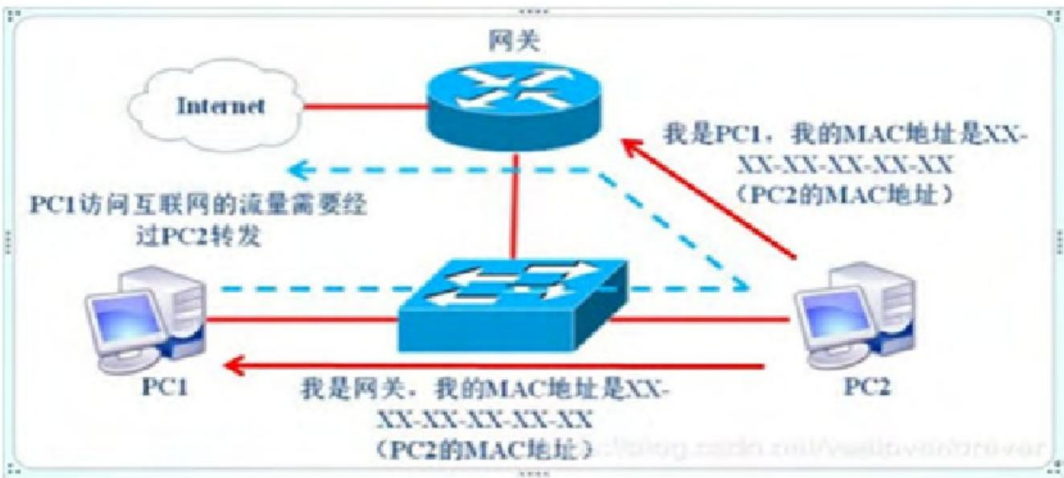 网关
Internet
我是PC1，我的MAC地址是XX-
XX-XX-XX-XX-XX
（PC2的MAC地址）
PC1访问互联网的流量需要经
过PC2转发
PC1
PC2
我是网关，我的MAC地址是XX-
XX-XX-XX-XX-XX
（PC2的MAC地址）